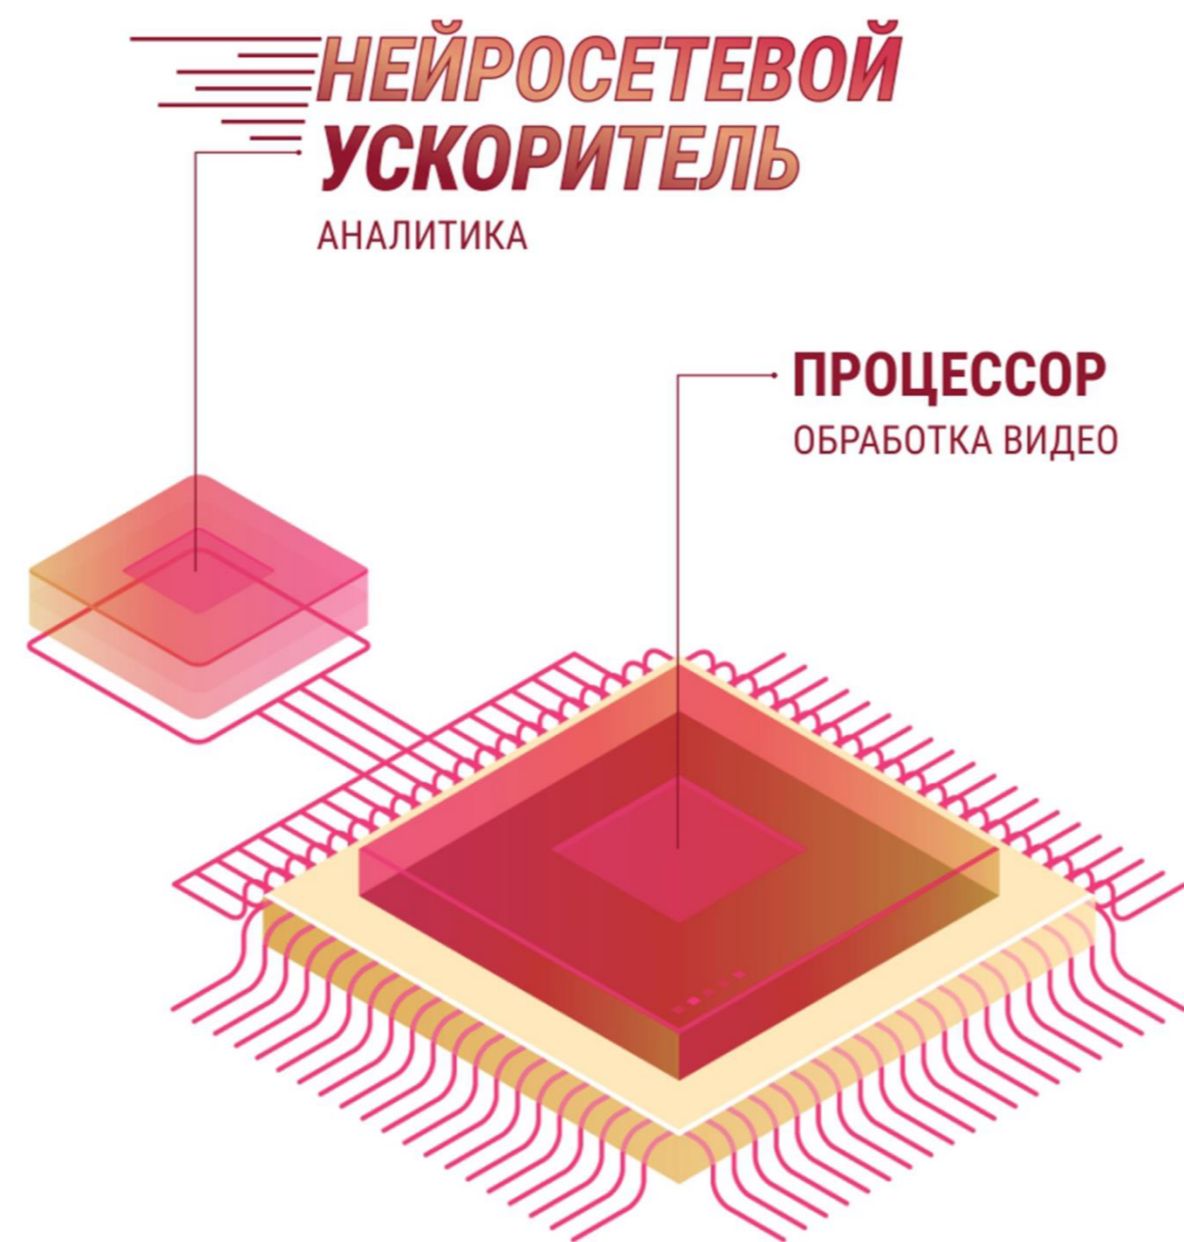 НЕЙРОСЕТЕВОЙ
УСКОРИТЕЛЬ
АНАЛИТИКА
ПРОЦЕССОР
ОБРАБОТКА ВИДЕО